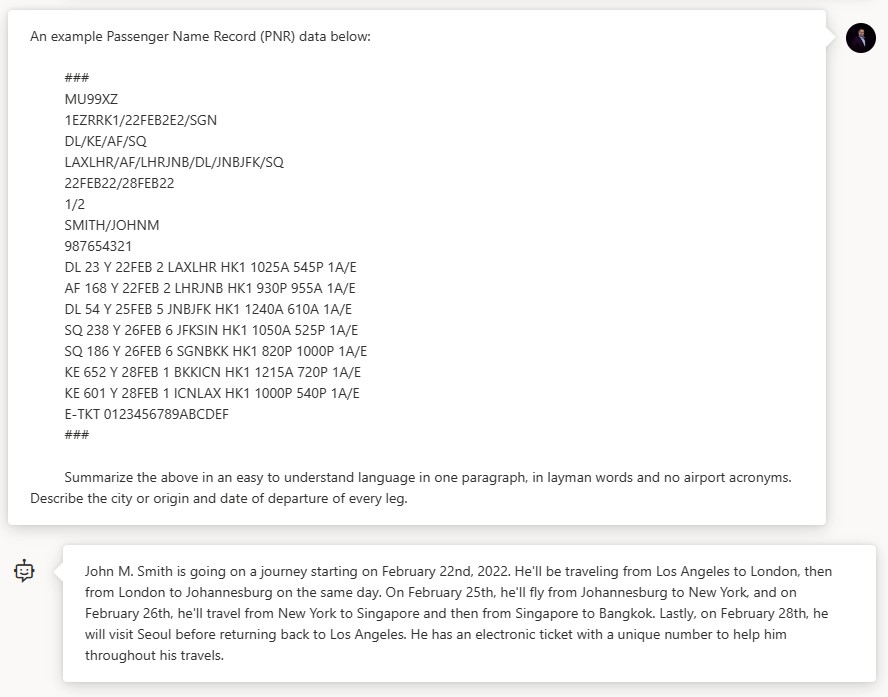 An example Passenger Name Record (PNR) data below:
###
MU99XZ
1EZRRK1/22FEB2E2/SGN
DL/KE/AF/SQ
LAXLHR/AF/LHRJNB/DL/JNBJFK/SQ
22FEB22/28FEB22
1/2
SMITH/JOHNM
987654321
DL 23 Y 22FEB 2 LAXLHR HK1 1025A 545P 1A/E
AF 168 Y 22FEB 2 LHRJNB HK1 930P 955A 1A/E
DL 54 Y 25FEB 5 JNBJFK HK1 1240A 610A 1A/E
SQ 238 Y 26FEB 6 JFKSIN HK1 1050A 525P 1A/E
SQ 186 Y 26FEB 6 SGNBKK HK1 820P 1000P 1A/E
KE 652 Y 28FEB 1 BKKICN HK1 1215A 720P 1A/E
KE 601 Y 28FEB 1 ICNLAX HK1 1000P 540P 1A/E
E-TKT 0123456789ABCDEF
###
Summarize the above in an easy to understand language in one paragraph, in layman words and no airport acronyms.
Describe the city or origin and date of departure of every leg.
John M. Smith is going on a journey starting on February 22nd, 2022. He'll be traveling from Los Angeles to London, then
from London to Johannesburg on the same day. On February 25th, he'll fly from Johannesburg to New York, and on
February 26th, he'll travel from New York to Singapore and then from Singapore to Bangkok. Lastly, on February 28th, he
will visit Seoul before returning back to Los Angeles. He has an electronic ticket with a unique number to help him
throughout his travels.